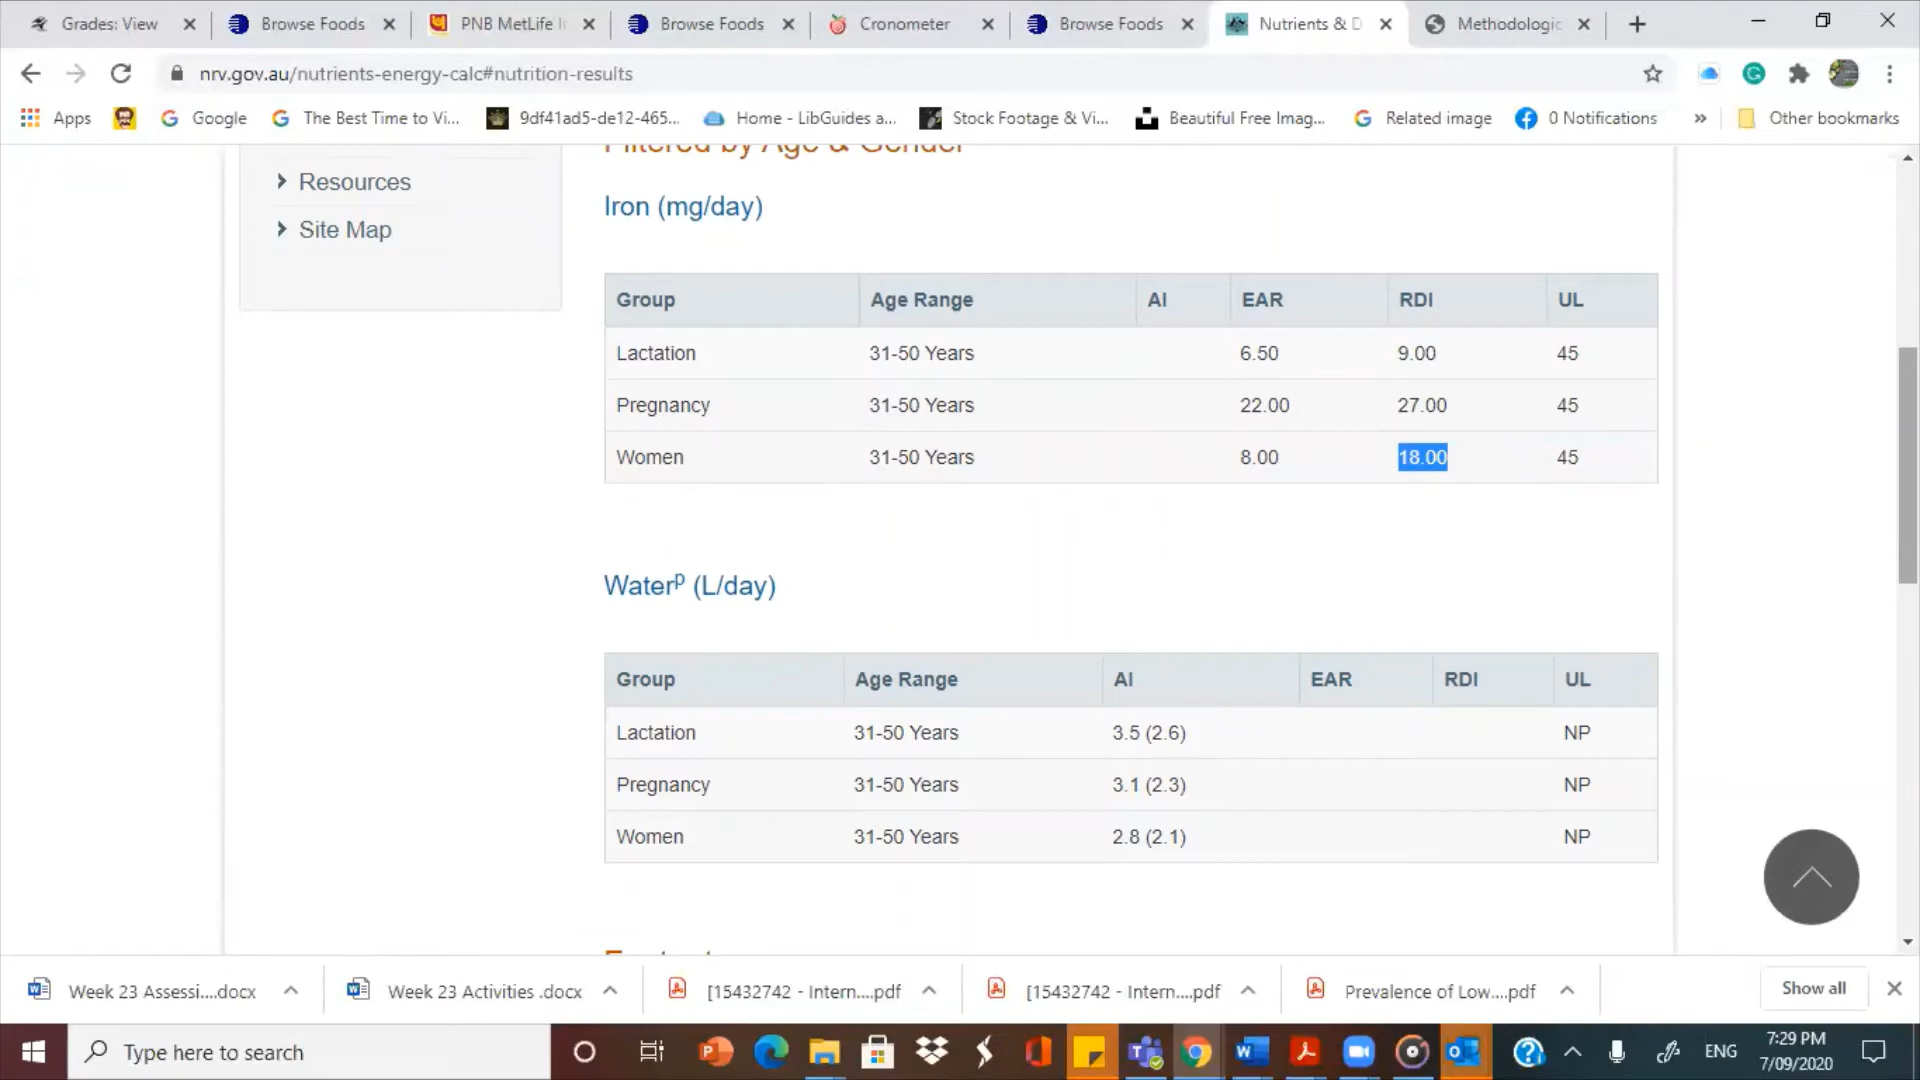 Grades: View
Browse Foods
PNB MetLife I
Browse Foods
Cronometer
Browse Foods
Nutrients & D
Methodologic
nrv.gov.au/nutrients-energy-calc#nutrition-results
Apps
Google
The Best Time to Vi...
9df41ad5-de12-465...
Home - LibGuides a...
Stock Footage & Vi...
Beautiful Free Imag...
Related image
0 Notifications
»
Other bookmarks
Resources
Site Map
Filtered by Age & Gender
Iron (mg/day)
Group Age Range AI EAR RDI UL
Lactation 31-50 Years 6.50 9.00 45
Pregnancy 31-50 Years 22.00 27.00 45
Women 31-50 Years 8.00 18.00 45
Waterᵖ (L/day)
Group Age Range AI EAR RDI UL
Lactation 31-50 Years 3.5 (2.6) NP
Pregnancy 31-50 Years 3.1 (2.3) NP
Women 31-50 Years 2.8 (2.1) NP
Week 23 Assessi....docx
Week 23 Activities .docx
[15432742 - Intern....pdf
[15432742 - Intern....pdf
Prevalence of Low....pdf
Show all
Type here to search
ENG
7:29 PM
7/09/2020